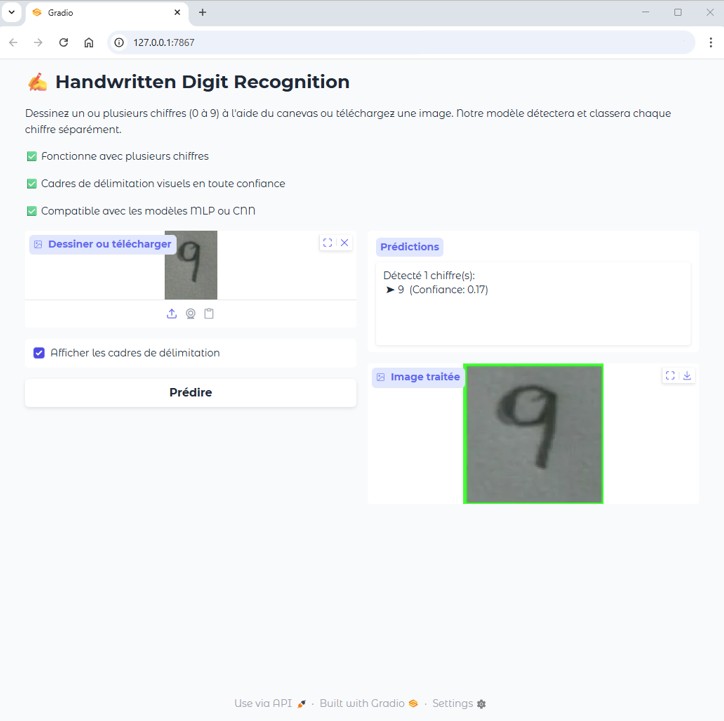 Gradio
127.0.0.1:7867
✍️ Handwritten Digit Recognition
Dessinez un ou plusieurs chiffres (0 à 9) à l'aide du canevas ou téléchargez une image. Notre modèle détectera et classera chaque
chiffre séparément.
✅ Fonctionne avec plusieurs chiffres
✅ Cadres de délimitation visuels en toute confiance
✅ Compatible avec les modèles MLP ou CNN
Dessiner ou télécharger
9
Afficher les cadres de délimitation
Prédire
Prédictions
Détecté 1 chiffre(s):
➤ 9 (Confiance: 0.17)
Image traitée
9
Use via API 🚀 · Built with Gradio · Settings ⚙️